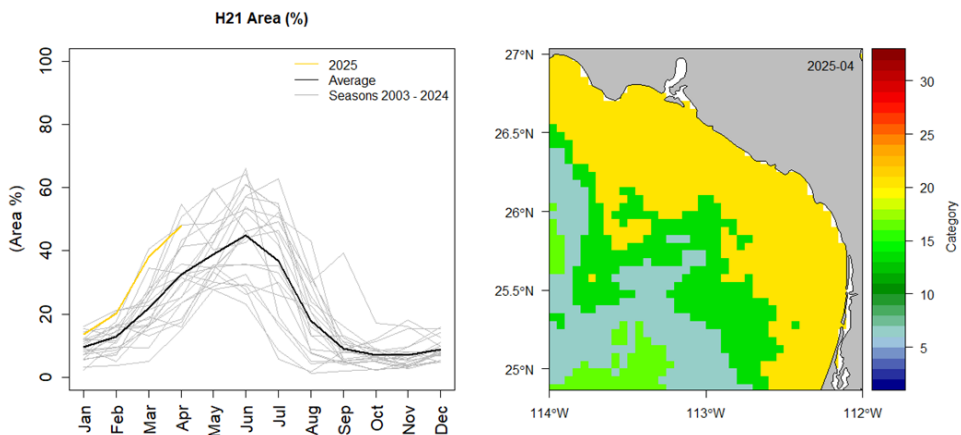 H21 Area (%)
(Area %)
100
80
60
40
20
0
2025
Average
Seasons 2003 - 2024
Jan
Feb
Mar
Apr
May
Jun
Jul
Aug
Sep
Oct
Nov
Dec
27°N
26.5°N
26°N
25.5°N
25°N
2025-04
114°W
113°W
112°W
30
25
20
15
10
5
Category